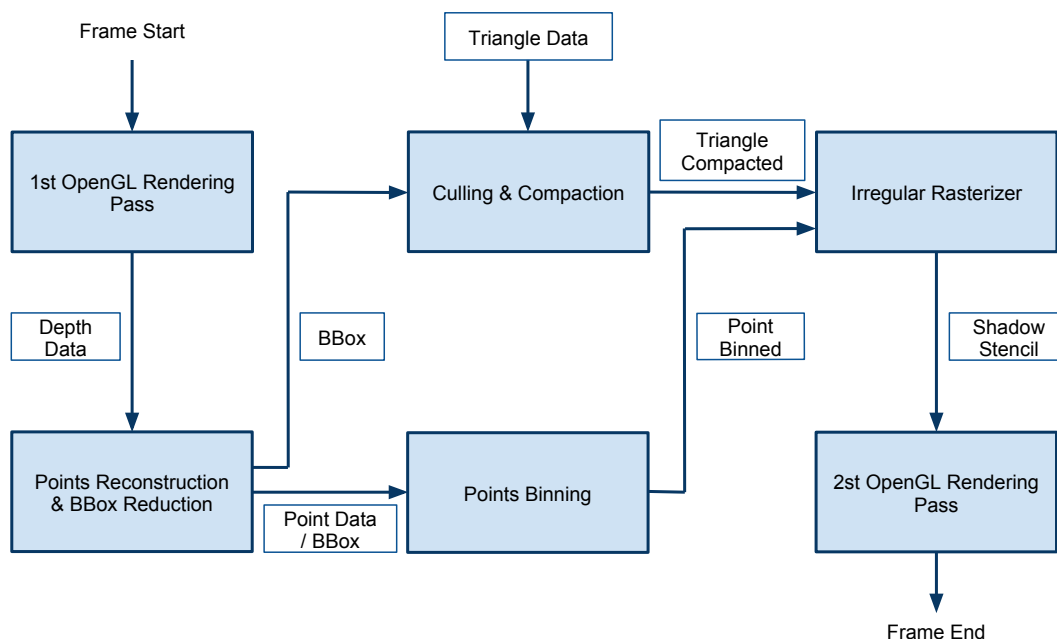 Frame Start
Triangle Data
1st OpenGL Rendering
Pass
Culling & Compaction
Triangle
Compacted
Irregular Rasterizer
Depth
Data
BBox
Point
Binned
Shadow
Stencil
Points Reconstruction
& BBox Reduction
Point Data
/ BBox
Points Binning
2st OpenGL Rendering
Pass
Frame End